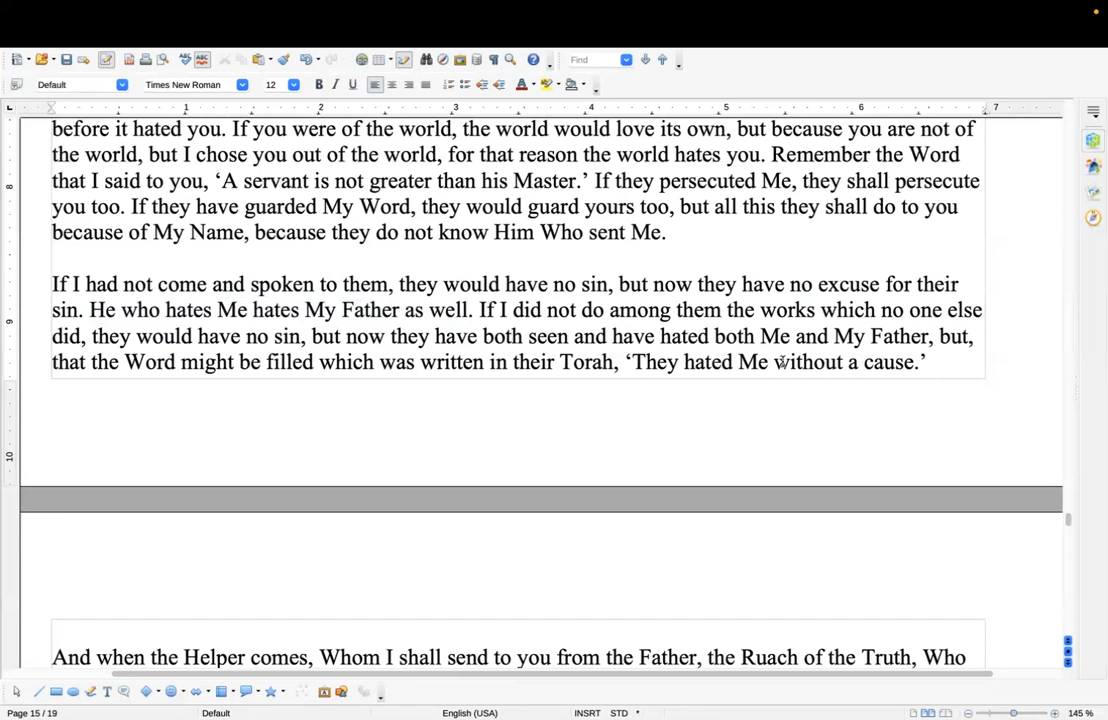 Find
Default
Times New Roman
12
B I U
1 2 3 4 5 6 7
before it hated you. If you were of the world, the world would love its own, but because you are not of
the world, but I chose you out of the world, for that reason the world hates you. Remember the Word
that I said to you, ‘A servant is not greater than his Master.’ If they persecuted Me, they shall persecute
you too. If they have guarded My Word, they would guard yours too, but all this they shall do to you
because of My Name, because they do not know Him Who sent Me.
If I had not come and spoken to them, they would have no sin, but now they have no excuse for their
sin. He who hates Me hates My Father as well. If I did not do among them the works which no one else
did, they would have no sin, but now they have both seen and have hated both Me and My Father, but,
that the Word might be filled which was written in their Torah, ‘They hated Me without a cause.’
And when the Helper comes, Whom I shall send to you from the Father, the Ruach of the Truth, Who
8
9
10
Page 15 / 19
Default
English (USA)
INSRT
STD
*
145 %